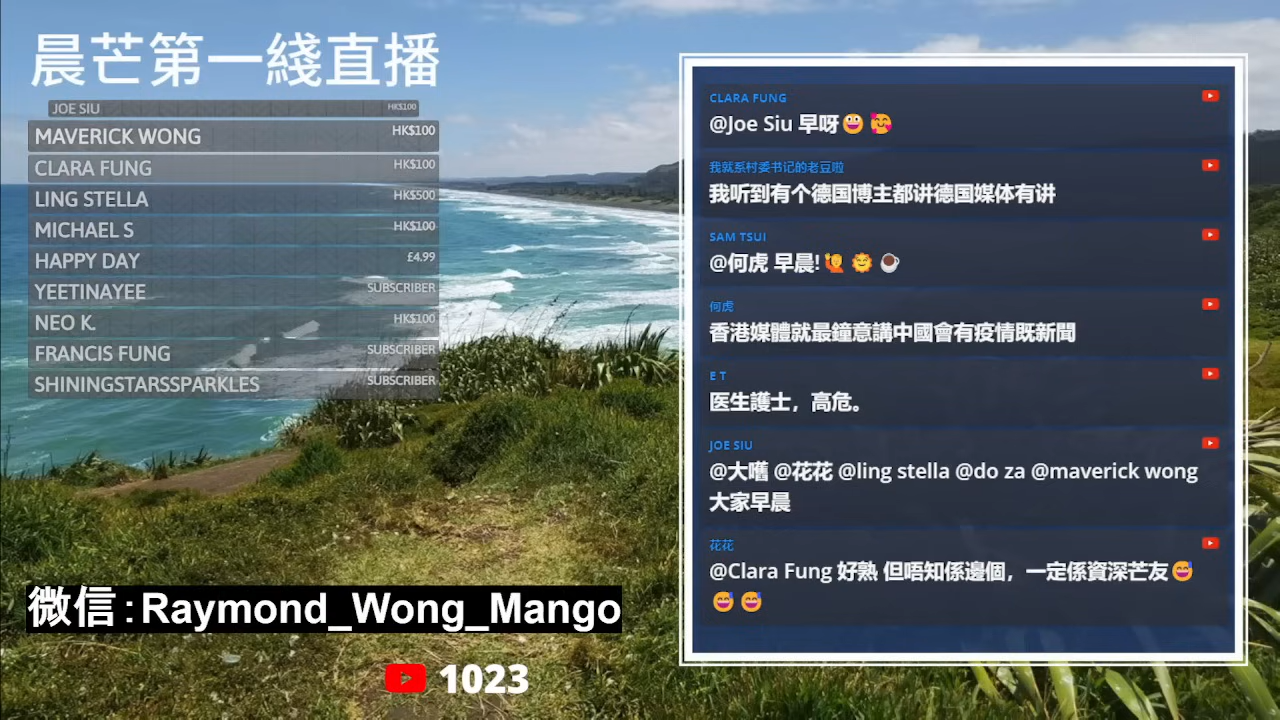 晨芒第一綫直播
JOE SIU HK$100
MAVERICK WONG HK$100
CLARA FUNG HK$100
LING STELLA HK$500
MICHAEL S HK$100
HAPPY DAY £4.99
YEETINAYEE SUBSCRIBER
NEO K. HK$100
FRANCIS FUNG SUBSCRIBER
SHININGSTARSSPARKLES SUBSCRIBER
微信:Raymond_Wong_Mango
1023
CLARA FUNG
@Joe Siu 早呀😃 🥰
我就系村委书记的老豆啦
我听到有个德国博主都讲德国媒体有讲
SAM TSUI
@何虎 早晨!🙋 🌞 ☕
何虎
香港媒體就最鐘意講中國會有疫情既新聞
E T
医生護士，高危。
JOE SIU
@大嚿 @花花 @ling stella @do za @maverick wong
大家早晨
花花
@Clara Fung 好熟 但唔知係邊個，一定係資深芒友😅
😅 😅